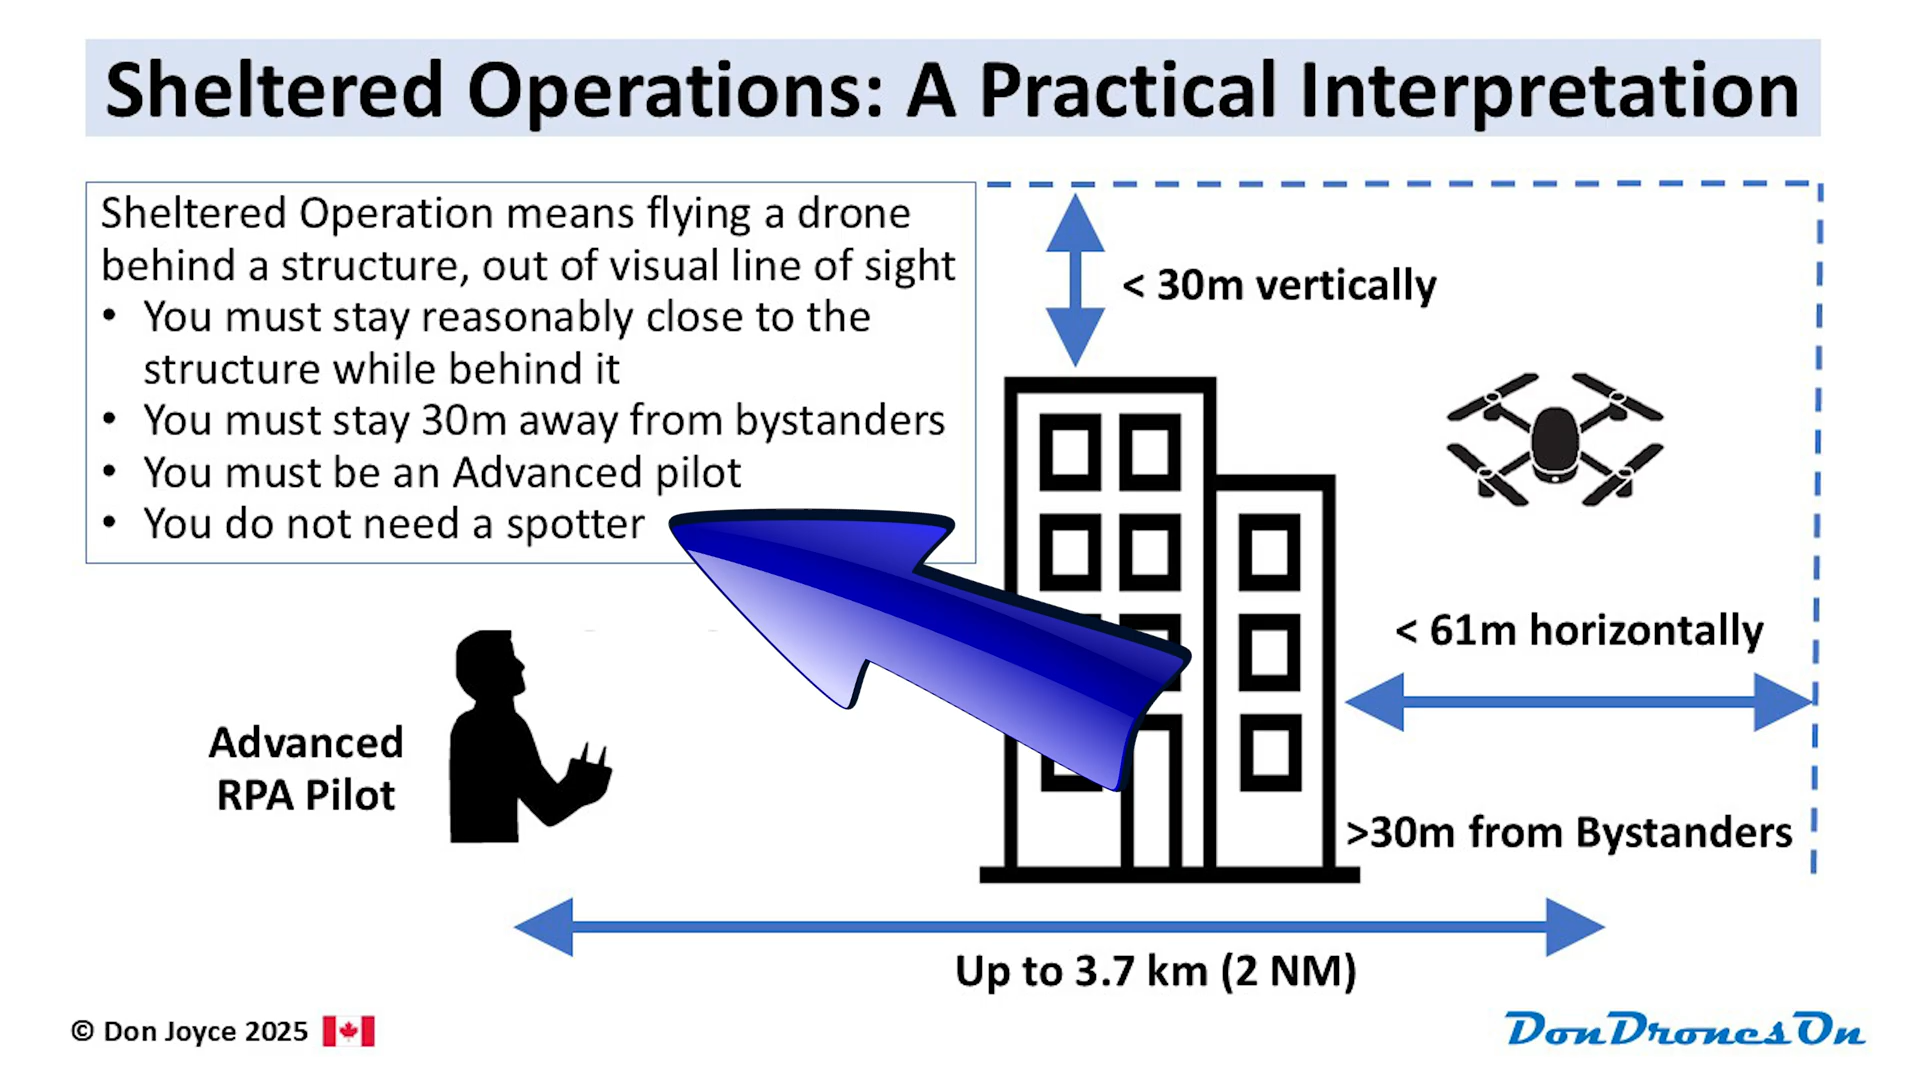 Sheltered Operations: A Practical Interpretation
Sheltered Operation means flying a drone
behind a structure, out of visual line of sight
• You must stay reasonably close to the
structure while behind it
• You must stay 30m away from bystanders
• You must be an Advanced pilot
• You do not need a spotter
< 30m vertically
< 61m horizontally
Advanced
RPA Pilot
>30m from Bystanders
Up to 3.7 km (2 NM)
© Don Joyce 2025
DonDronesOn